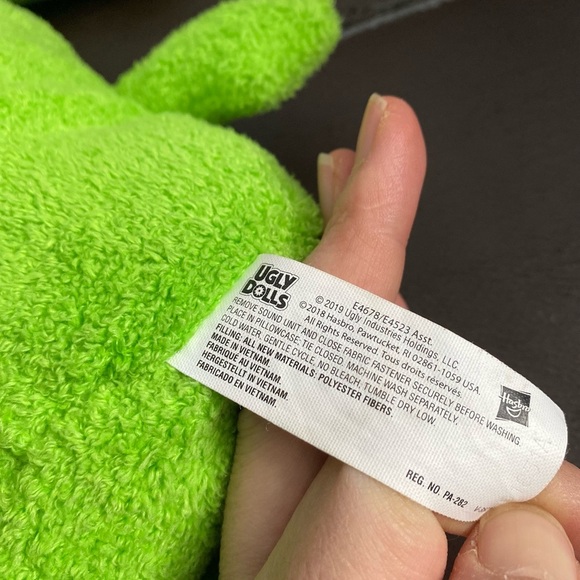 UGLY
DOLLS
E4678/E4523 Asst.
© 2019 Ugly Industries Holdings, LLC.
©2018 Hasbro, Pawtucket, RI 02861-1059 USA.
All Rights Reserved. Tous droits réservés.
REMOVE SOUND UNIT AND CLOSE FABRIC FASTENER SECURELY BEFORE WASHING.
PLACE IN PILLOWCASE; TIE CLOSED, MACHINE WASH SEPARATELY,
COLD WATER, GENTLE CYCLE, NO BLEACH, TUMBLE DRY LOW.
FILLING: ALL NEW MATERIALS: POLYESTER FIBERS.
MADE IN VIETNAM.
FABRIQUÉ AU VIETNAM.
HERGESTELLT IN VIETNAM.
FABRICADO EN VIETNAM.
Hasbro
REG. NO. PA-282